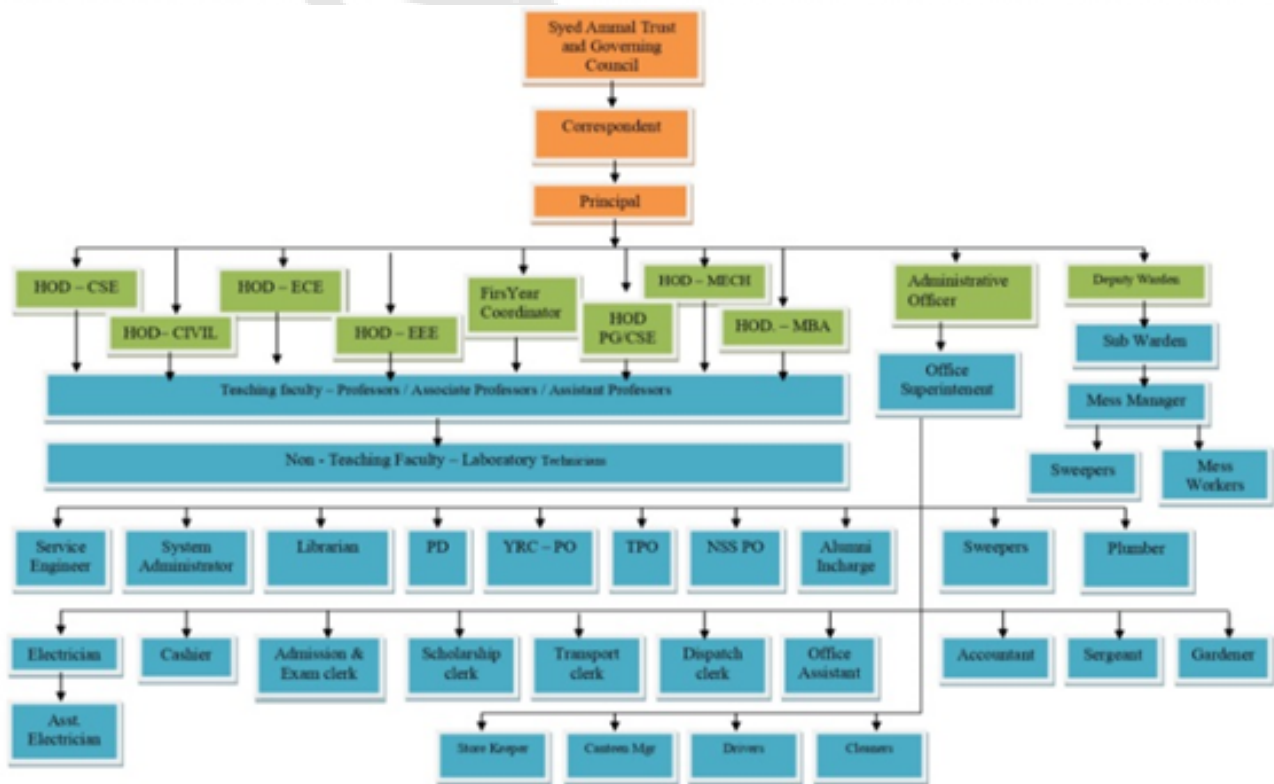 Syed Ammal Trust
and Governing
Council
Correspondent
Principal
HOD – CSE
HOD– CIVIL
HOD – ECE
HOD – EEE
FirsYear
Coordinator
HOD
PG/CSE
HOD – MECH
HOD. – MBA
Administrative
Officer
Deputy Warden
Office
Superintenent
Sub Warden
Mess Manager
Sweepers
Mess
Workers
Teaching faculty – Professors / Associate Professors / Assistant Professors
Non - Teaching Faculty – Laboratory Technicians
Service
Engineer
System
Administrator
Librarian
PD
YRC – PO
TPO
NSS PO
Alumni
Incharge
Sweepers
Plumber
Electrician
Cashier
Admission &
Exam clerk
Scholarship
clerk
Transport
clerk
Dispatch
clerk
Office
Assistant
Accountant
Sergeant
Gardener
Asst.
Electrician
Store Keeper
Canteen Mgr
Drivers
Cleaners